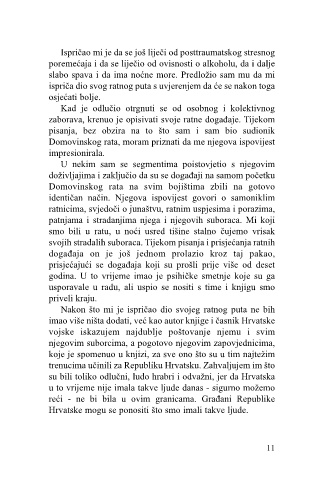 Ispričao mi je da se još liječi od posttraumatskog stresnog
poremećaja i da se liječio od ovisnosti o alkoholu, da i dalje
slabo spava i da ima noćne more. Predložio sam mu da mi
ispriča dio svog ratnog puta s uvjerenjem da će se nakon toga
osjećati bolje.
Kad je odlučio otrgnuti se od osobnog i kolektivnog
zaborava, krenuo je opisivati svoje ratne događaje. Tijekom
pisanja, bez obzira na to što sam i sam bio sudionik
Domovinskog rata, moram priznati da me njegova ispovijest
impresionirala.
U nekim sam se segmentima poistovjetio s njegovim
doživljajima i zaključio da su se događaji na samom početku
Domovinskog rata na svim bojištima zbili na gotovo
identičan način. Njegova ispovijest govori o samoniklim
ratnicima, svjedoči o junaštvu, ratnim uspjesima i porazima,
patnjama i stradanjima njega i njegovih suboraca. Mi koji
smo bili u ratu, u noći usred tišine stalno čujemo vrisak
svojih stradalih suboraca. Tijekom pisanja i prisjećanja ratnih
događaja on je još jednom prolazio kroz taj pakao,
prisjećajući se događaja koji su prošli prije više od deset
godina. U to vrijeme imao je psihičke smetnje koje su ga
usporavale u radu, ali uspio se nositi s time i knjigu smo
priveli kraju.
Nakon što mi je ispričao dio svojeg ratnog puta ne bih
imao više ništa dodati, već kao autor knjige i časnik Hrvatske
vojske iskazujem najdublje poštovanje njemu i svim
njegovim suborcima, a pogotovo njegovim zapovjednicima,
koje je spomenuo u knjizi, za sve ono što su u tim najtežim
trenucima učinili za Republiku Hrvatsku. Zahvaljujem im što
su bili toliko odlučni, ludo hrabri i odvažni, jer da Hrvatska
u to vrijeme nije imala takve ljude danas - sigurno možemo
reći - ne bi bila u ovim granicama. Građani Republike
Hrvatske mogu se ponositi što smo imali takve ljude.
11